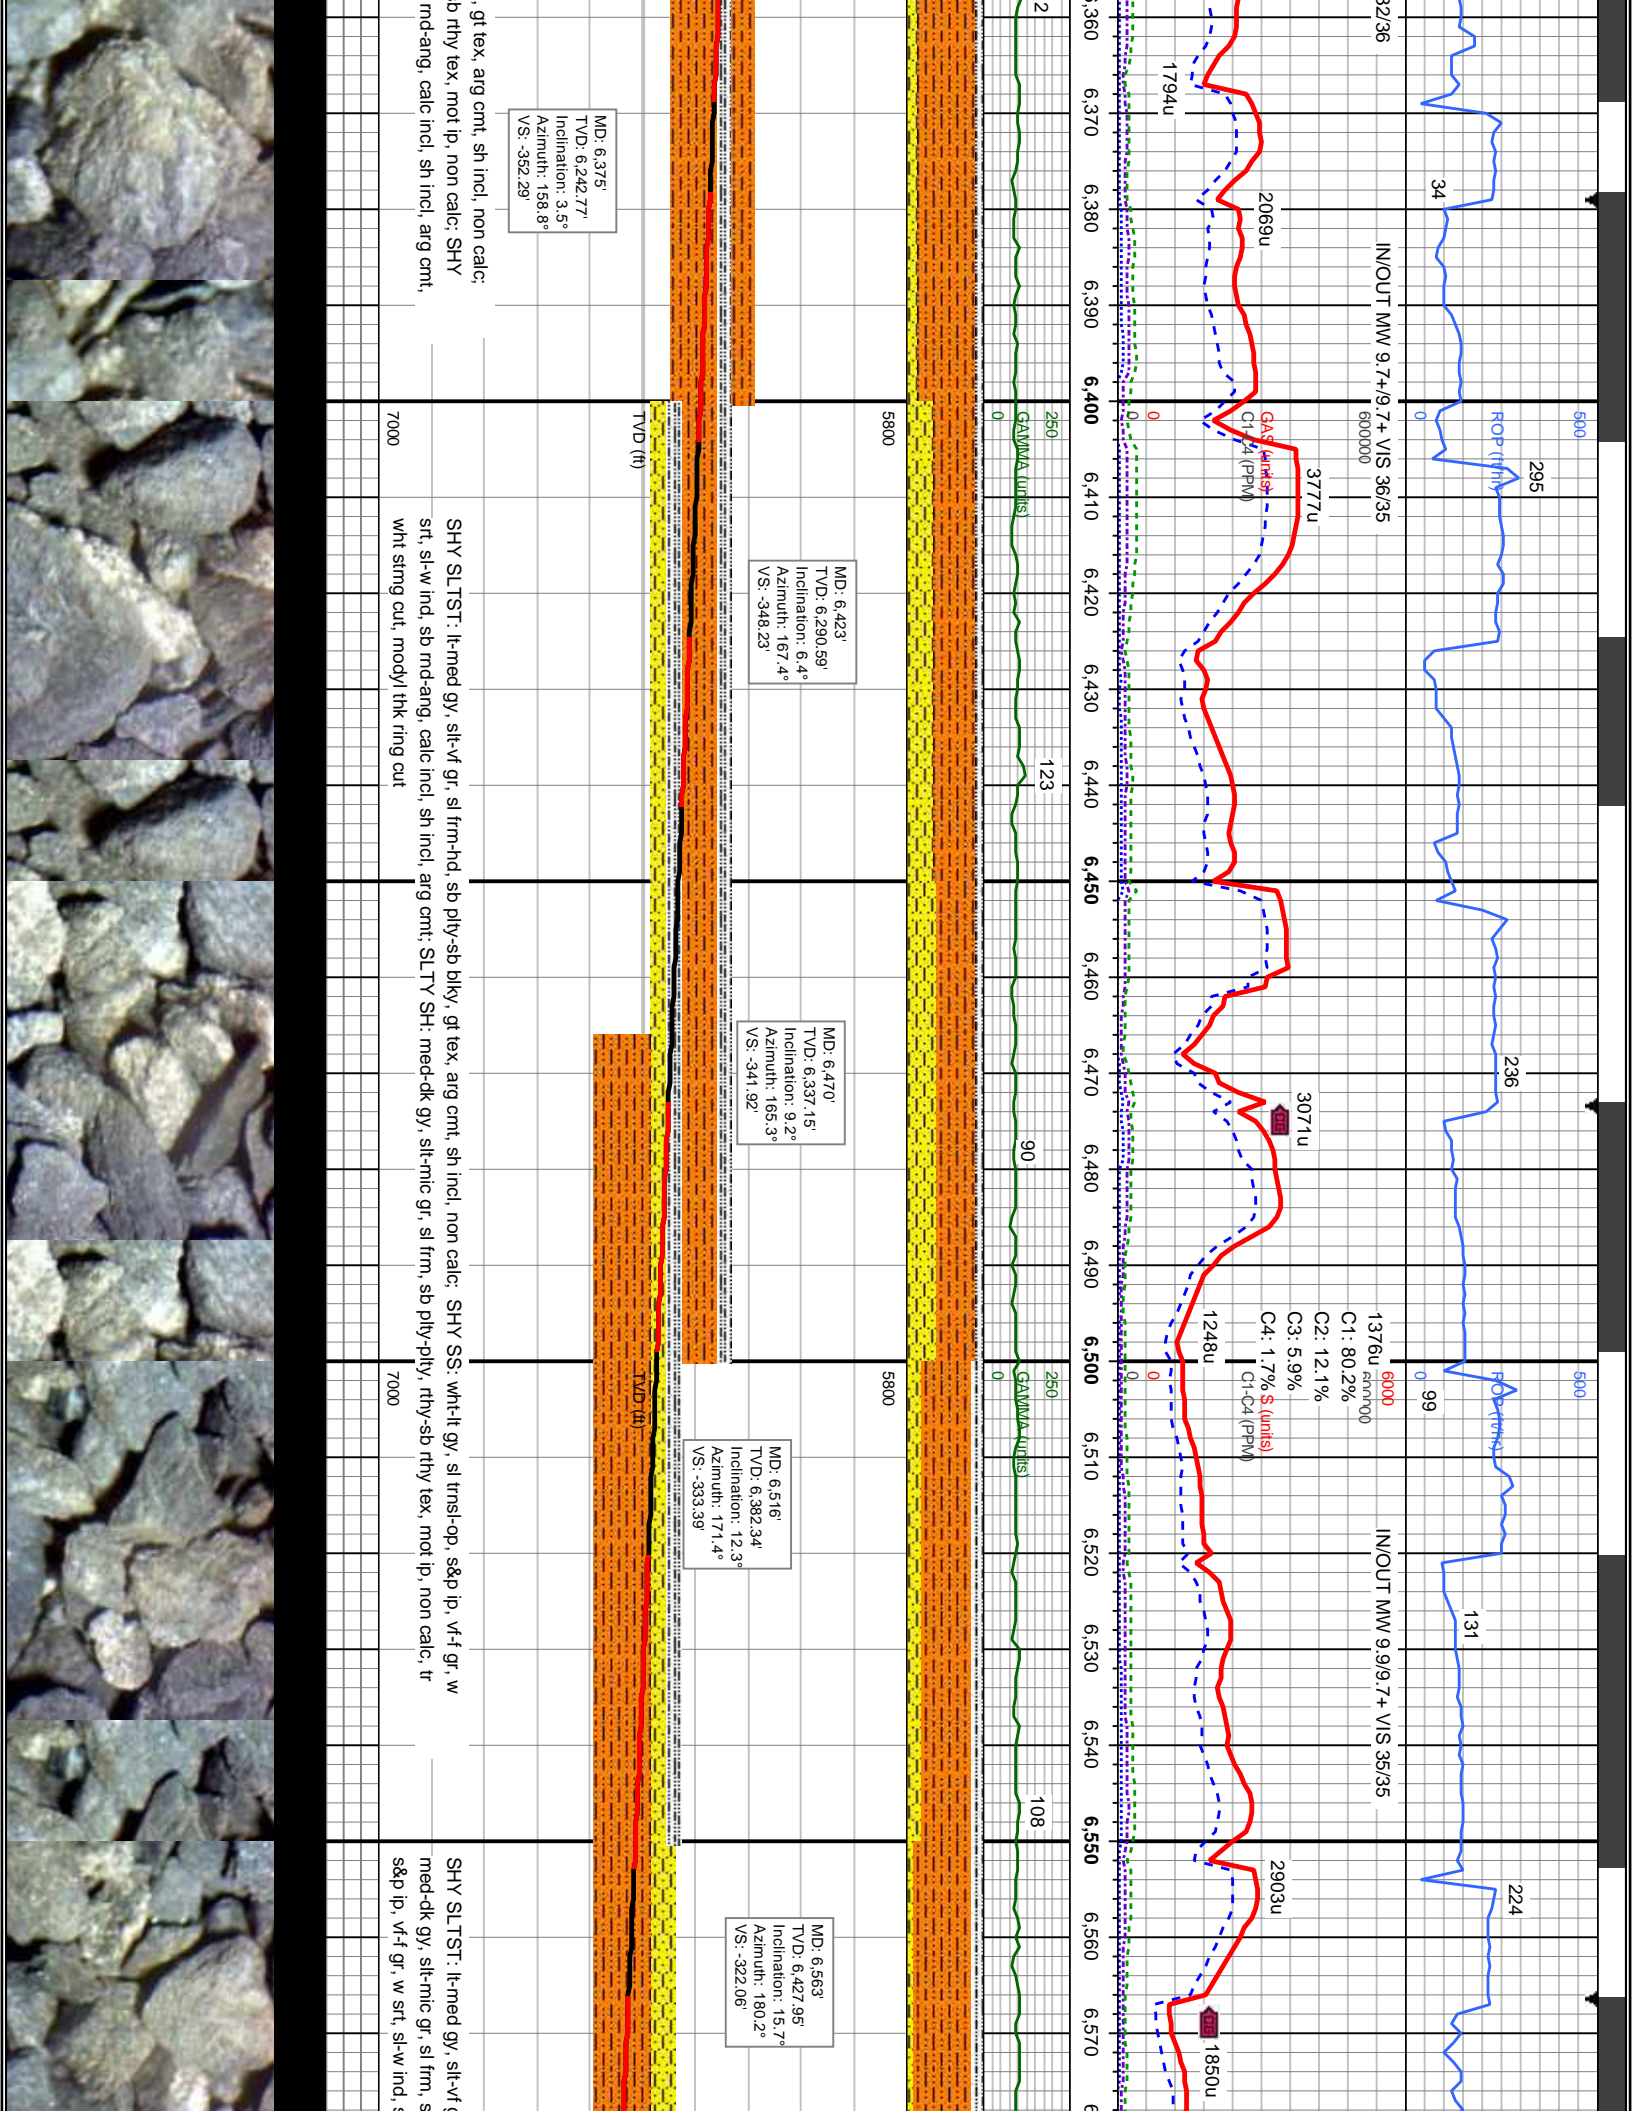 32/36
IN/OUT MW 9.7+/9.7+ VIS 36/35
IN/OUT MW 9.9/9.7+ VIS 35/35
34
295
236
99
131
224
0
ROP (ft/hr)
500
0
ROP (ft/hr)
500
1794u
2069u
3777u
3071u
1248u
2903u
1850u
0
GAS (units)
0
C1-C4 (PPM)
600000
1376u
C1: 80.2%
C2: 12.1%
C3: 5.9%
C4: 1.7%
0
S (units)
6000
0
C1-C4 (PPM)
600000
6,360
6,370
6,380
6,390
6,400
6,410
6,420
6,430
6,440
6,450
6,460
6,470
6,480
6,490
6,500
6,510
6,520
6,530
6,540
6,550
6,560
6,570
2
123
90
108
0
GAMMA (units)
250
0
GAMMA (units)
250
5800
TVD (ft)
7000
5800
TVD (ft)
7000
MD: 6,375'
TVD: 6,242.77'
Inclination: 3.5°
Azimuth: 158.8°
VS: -352.29'
MD: 6,423'
TVD: 6,290.59'
Inclination: 6.4°
Azimuth: 167.4°
VS: -348.23'
MD: 6,470'
TVD: 6,337.15'
Inclination: 9.2°
Azimuth: 165.3°
VS: -341.92'
MD: 6,516'
TVD: 6,382.34'
Inclination: 12.3°
Azimuth: 171.4°
VS: -333.39'
MD: 6,563'
TVD: 6,427.95'
Inclination: 15.7°
Azimuth: 180.2°
VS: -322.06'
, gt tex, arg cmt, sh incl, non calc;
b rthy tex, mot ip, non calc; SHY
rnd-ang, calc incl, sh incl, arg cmt,
SHY SLTST: lt-med gy, slt-vf gr, sl frm-hd, sb plty-sb blky, gt tex, arg cmt, sh incl, non calc; SHY SS: wht-lt gy, sl trnsl-op, s&p ip, vf-f gr, w
srt, sl-w ind, sb rnd-ang, calc incl, sh incl, arg cmt; SLTY SH: med-dk gy, slt-mic gr, sl frm, sb plty-plty, rthy-sb rthy tex, mot ip, non calc, tr
wht stmg cut, modyl thk ring cut
SHY SLTST: lt-med gy, slt-vf
med-dk gy, slt-mic gr, sl frm, s
s&p ip, vf-f gr, w srt, sl-w ind, s